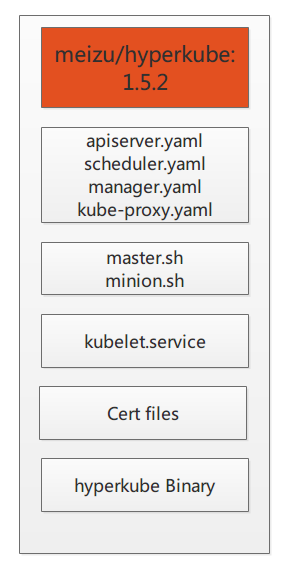 meizu/hyperkube:
1.5.2
apiserver.yaml
scheduler.yaml
manager.yaml
kube-proxy.yaml
master.sh
minion.sh
kubelet.service
Cert files
hyperkube Binary